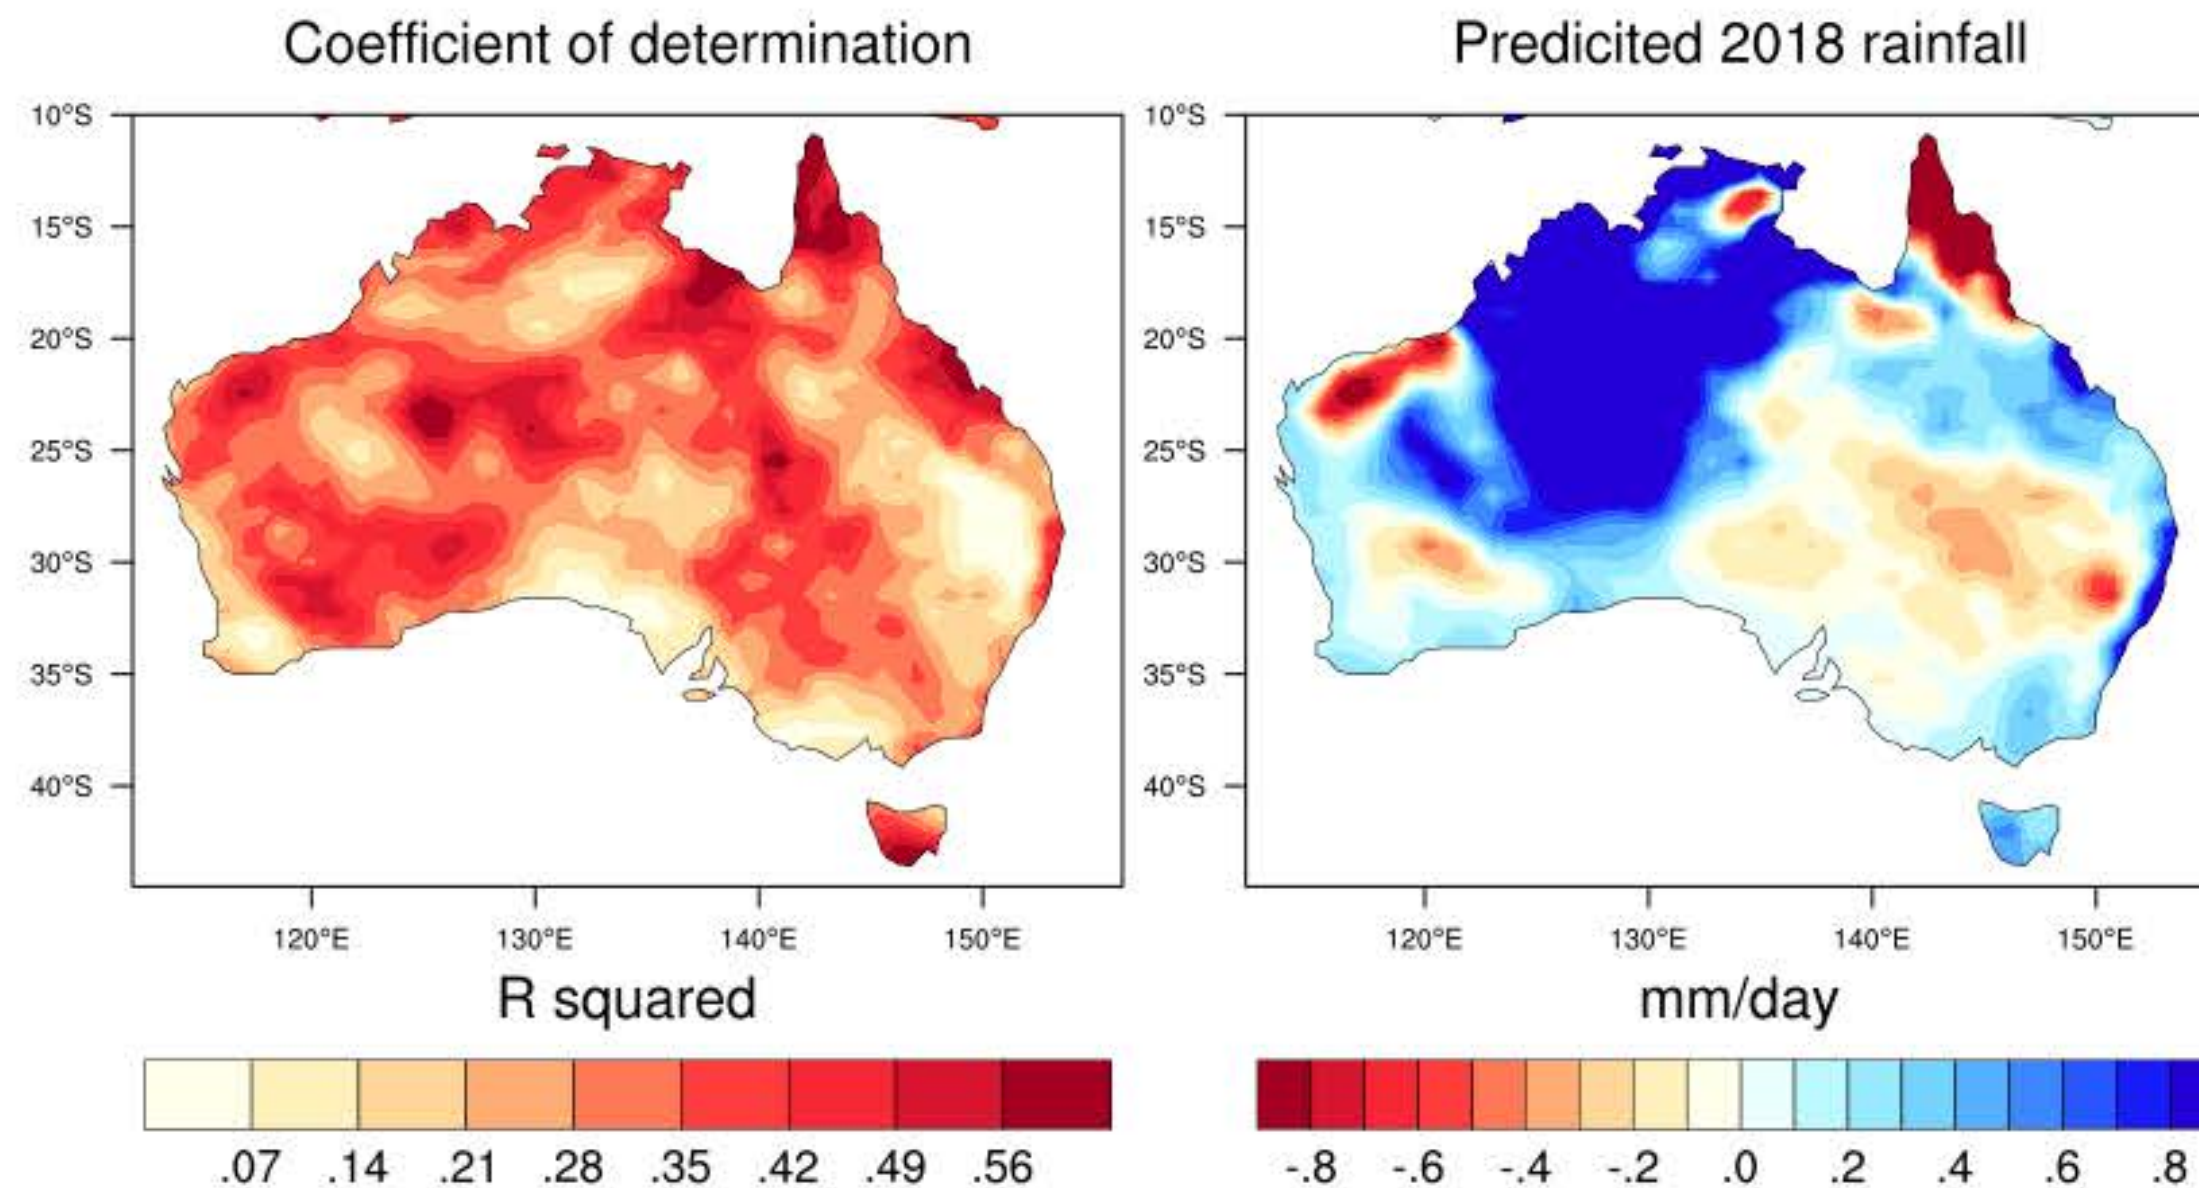 Coefficient of determination
10°S
15°S
20°S
25°S
30°S
35°S
40°S
120°E 130°E 140°E 150°E
R squared
.07 .14 .21 .28 .35 .42 .49 .56
Predicited 2018 rainfall
10°S
15°S
20°S
25°S
30°S
35°S
40°S
120°E 130°E 140°E 150°E
mm/day
-.8 -.6 -.4 -.2 .0 .2 .4 .6 .8